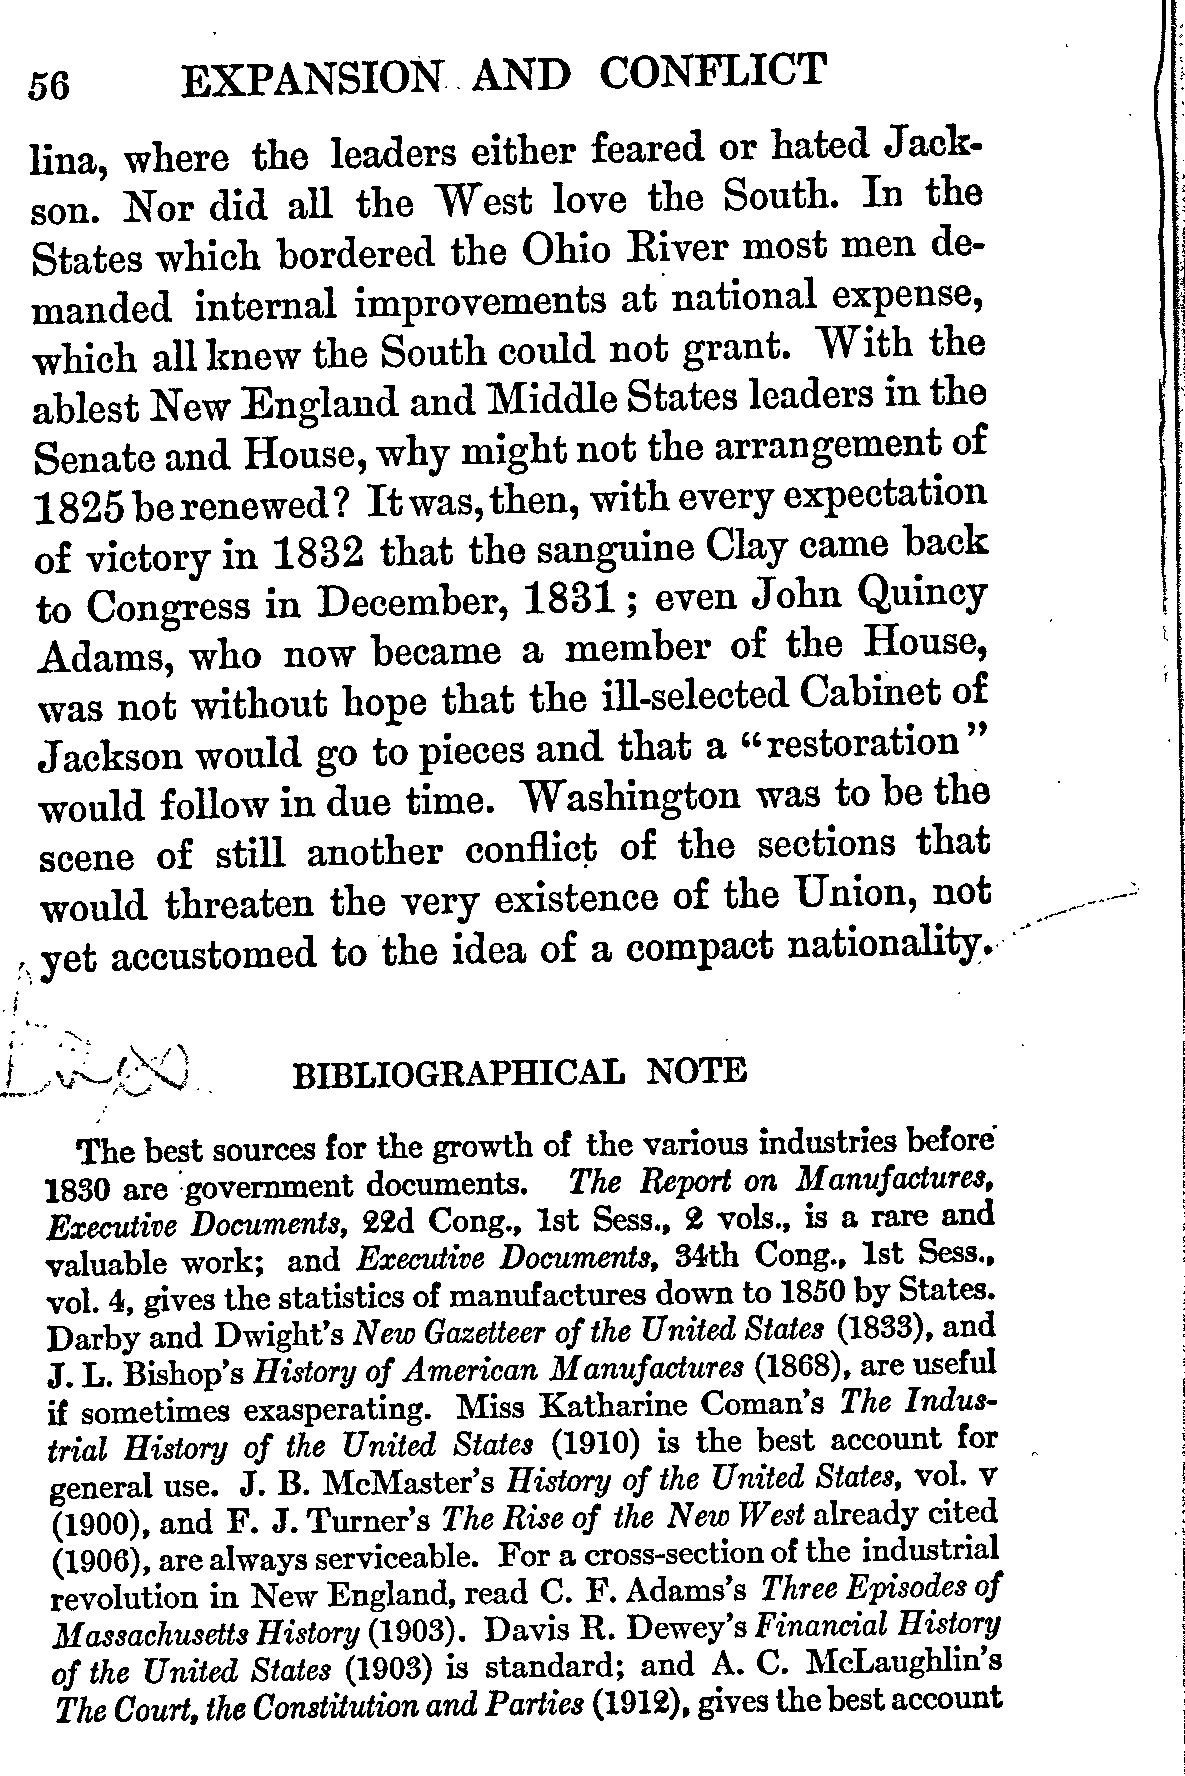 56 EXPANSION AND CONFLICT
lina, where the leaders either feared or hated Jack-
son. Nor did all the West love the South. In the
States which bordered the Ohio River most men de-
manded internal improvements at national expense,
which all knew the South could not grant. With the
ablest New England and Middle States leaders in the
Senate and House, why might not the arrangement of
1825 be renewed? It was, then, with every expectation
of victory in 1832 that the sanguine Clay came back
to Congress in December, 1831; even John Quincy
Adams, who now became a member of the House,
was not without hope that the ill-selected Cabinet of
Jackson would go to pieces and that a "restoration"
would follow in due time. Washington was to be the
scene of still another conflict of the sections that
would threaten the very existence of the Union, not
yet accustomed to the idea of a compact nationality.
BIBLIOGRAPHICAL NOTE
The best sources for the growth of the various industries before
1830 are government documents. The Report on Manufactures,
Executive Documents, 22d Cong., 1st Sess., 2 vols., is a rare and
valuable work; and Executive Documents, 34th Cong., 1st Sess.,
vol. 4, gives the statistics of manufactures down to 1850 by States.
Darby and Dwight's New Gazetteer of the United States (1833), and
J. L. Bishop's History of American Manufactures (1868), are useful
if sometimes exasperating. Miss Katharine Coman's The Indus-
trial History of the United States (1910) is the best account for
general use. J. B. McMaster's History of the United States, vol. v
(1900), and F. J. Turner's The Rise of the New West already cited
(1906), are always serviceable. For a cross-section of the industrial
revolution in New England, read C. F. Adams's Three Episodes of
Massachusetts History (1903). Davis R. Dewey's Financial History
of the United States (1903) is standard; and A. C. McLaughlin's
The Court, the Constitution and Parties (1912), gives the best account